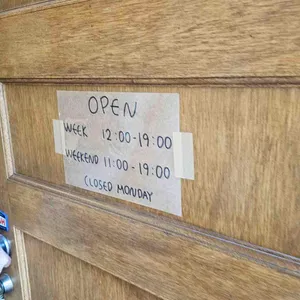 OPEN
WEEK 12:00-19:00
WEEKEND 11:00-19:00
CLOSED MONDAY